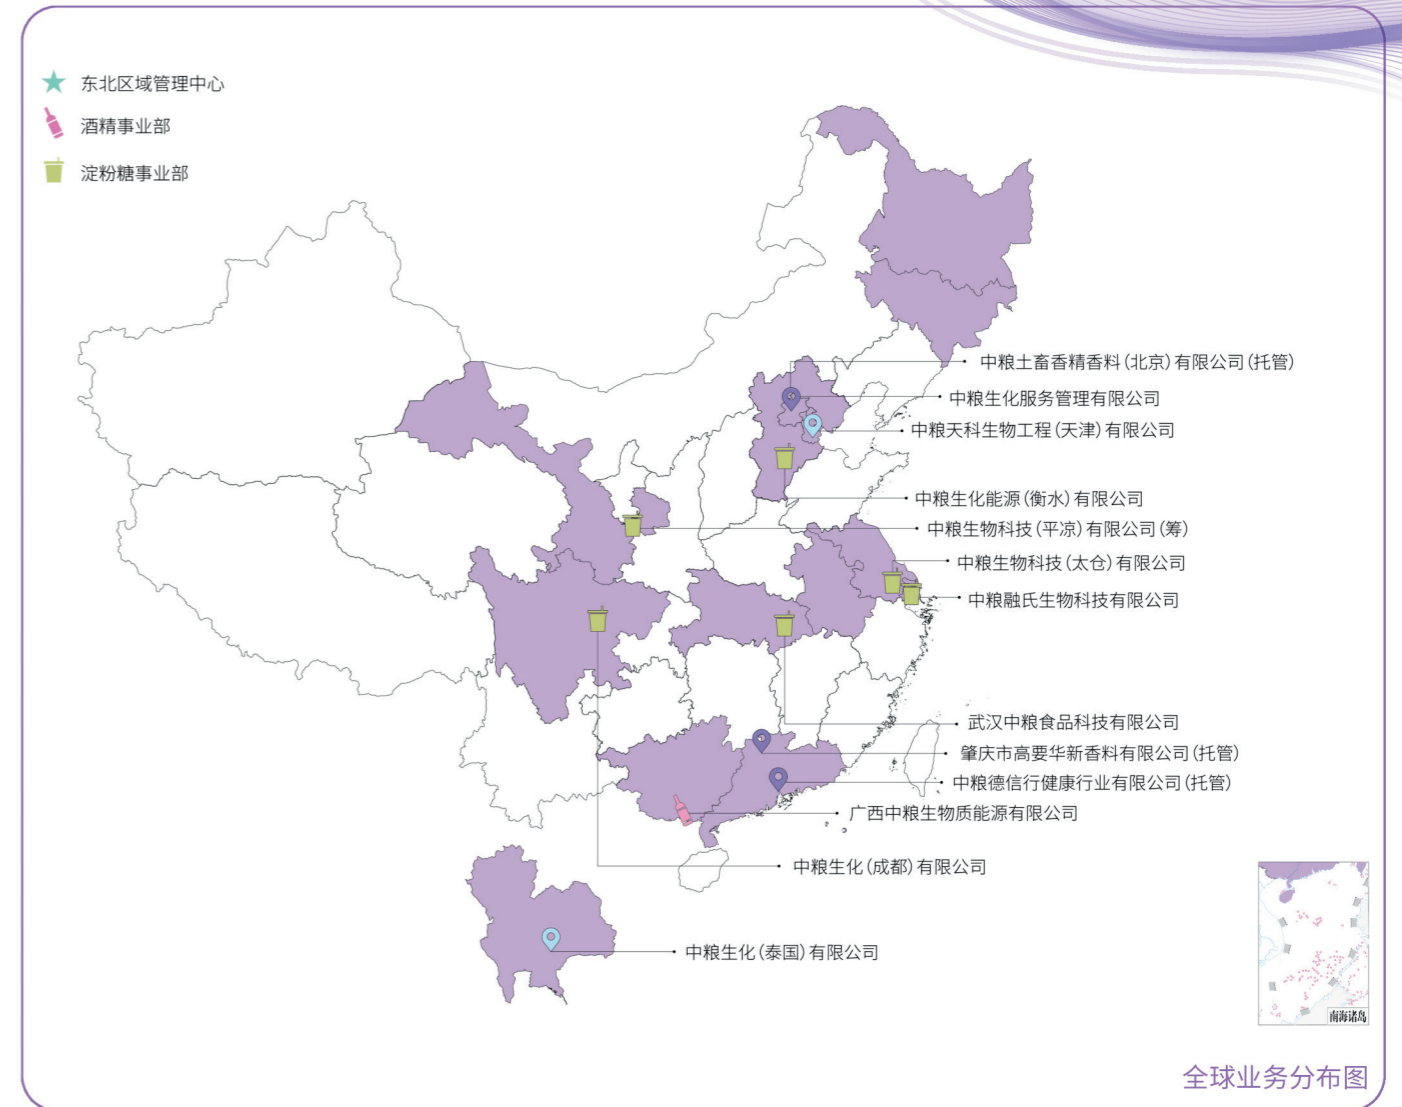 东北区域管理中心
酒精事业部
淀粉糖事业部
中粮土畜香精香料(北京)有限公司(托管)
中粮生化服务管理有限公司
中粮天科生物工程(天津)有限公司
中粮生化能源(衡水)有限公司
中粮生物科技(平凉)有限公司(筹)
中粮生物科技(太仓)有限公司
中粮融氏生物科技有限公司
武汉中粮食品科技有限公司
肇庆市高要华新香料有限公司(托管)
中粮德信行健康行业有限公司(托管)
广西中粮生物质能源有限公司
中粮生化(成都)有限公司
中粮生化(泰国)有限公司
南海诸岛
全球业务分布图